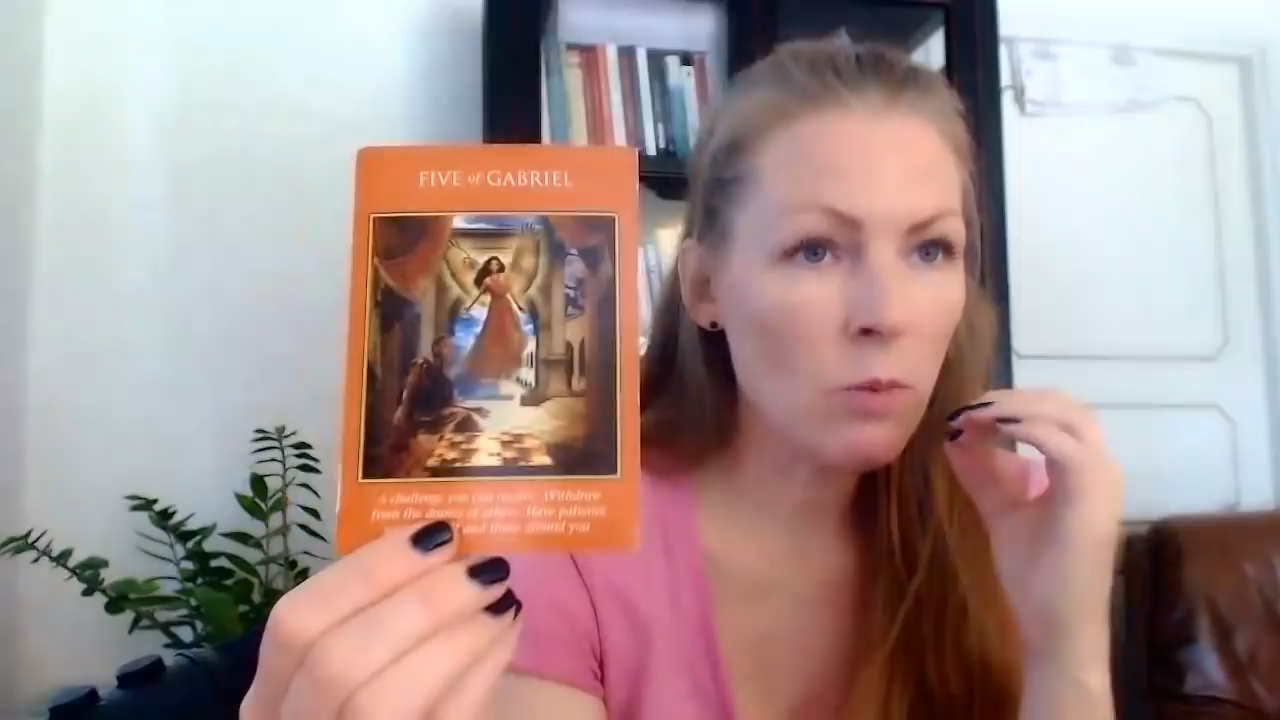 FIVE OF GABRIEL
A challenge you can resolve. Withdraw
from the drama of others. Have patience
and those around you